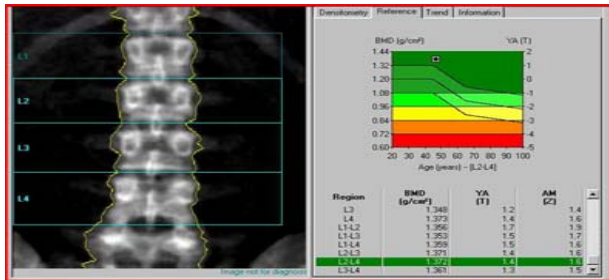 Densitometry Reference Trend Information
L1
L2
L3
L4
Image not for diagnosis
BMD (g/cm²) YA (T)
1.44 2
1.32 1
1.20 0
1.08 -1
0.96 -2
0.84 -3
0.72 -4
0.60 -5
20 30 40 50 60 70 80 90 100
Age (years) - (L2-L4)
Region BMD (g/cm²) YA (T) AM (Z)
L3 1.348 1.2 1.4
L4 1.373 1.4 1.6
L1-L2 1.356 1.7 1.9
L1-L3 1.353 1.5 1.7
L1-L4 1.359 1.5 1.6
L2-L3 1.371 1.4 1.6
L2-L4 1.372 1.4 1.6
L3-L4 1.361 1.3 1.5